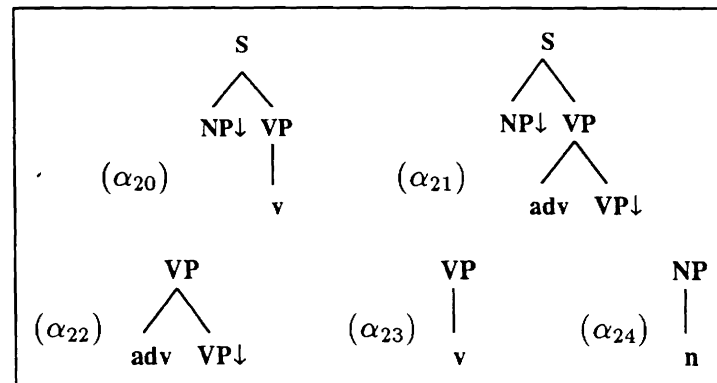 S S
NP↓ VP NP↓ VP
(α20) (α21)
v adv VP↓
VP VP NP
(α22) (α23) (α24)
adv VP↓ v n